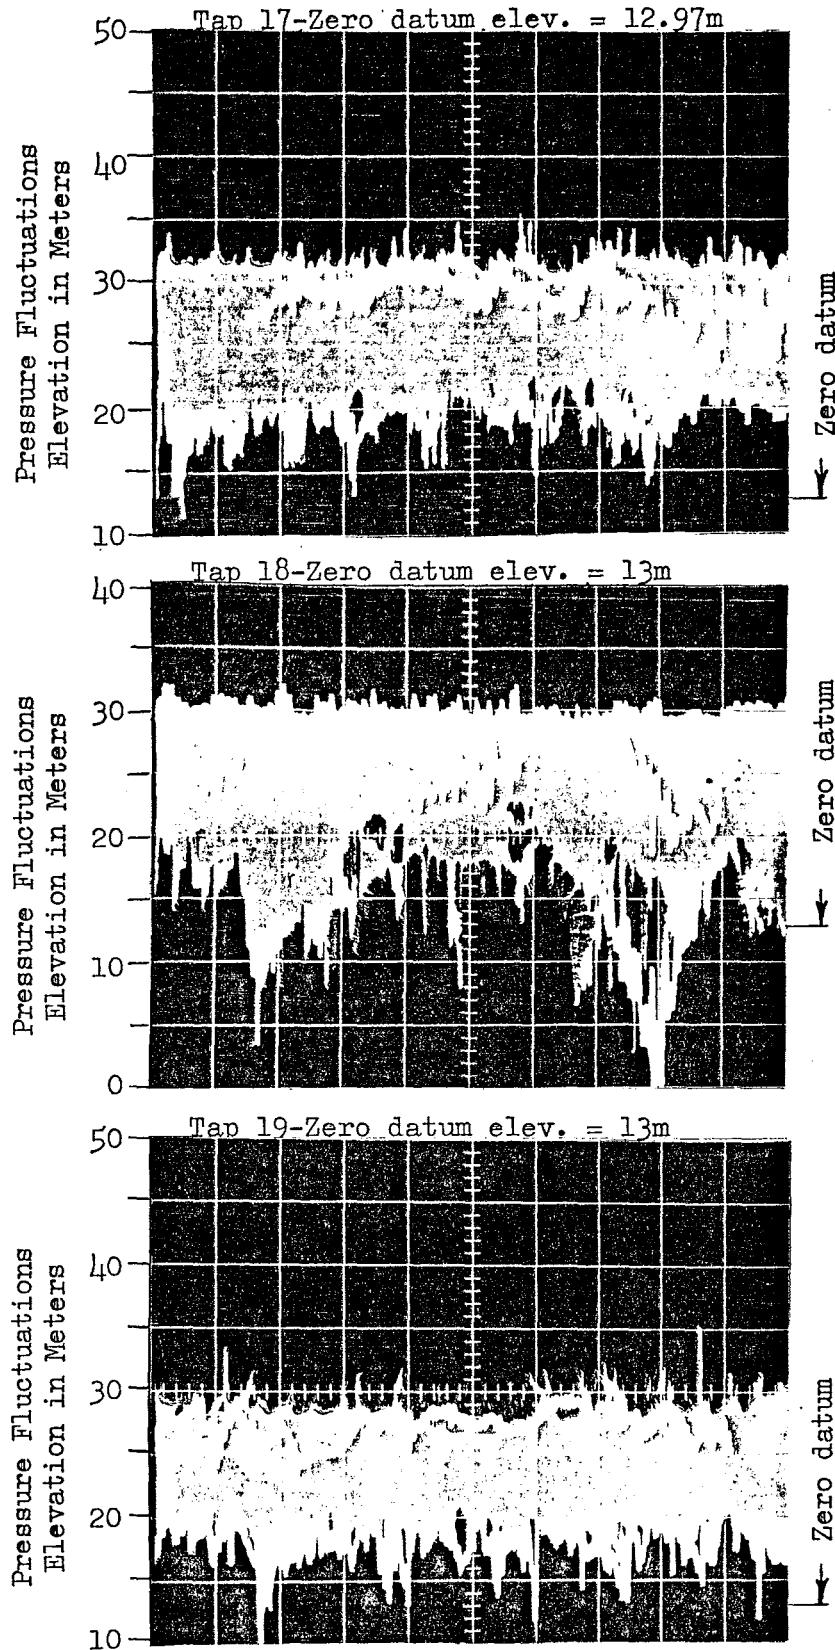 Tap 17-Zero datum elev. = 12.97m
50
40
30
20
10
Pressure Fluctuations
Elevation in Meters
Zero datum
Tap 18-Zero datum elev. = 13m
40
30
20
10
0
Pressure Fluctuations
Elevation in Meters
Zero datum
Tap 19-Zero datum elev. = 13m
50
40
30
20
10
Pressure Fluctuations
Elevation in Meters
Zero datum